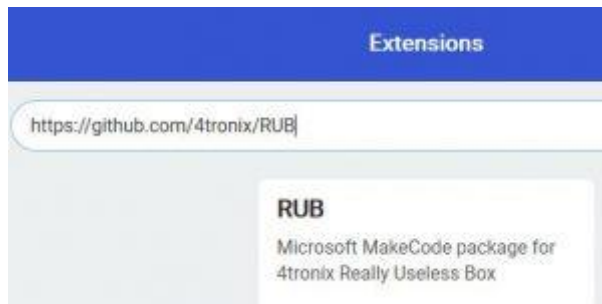 Extensions
https://github.com/4tronix/RUB
RUB
Microsoft MakeCode package for
4tronix Really Useless Box